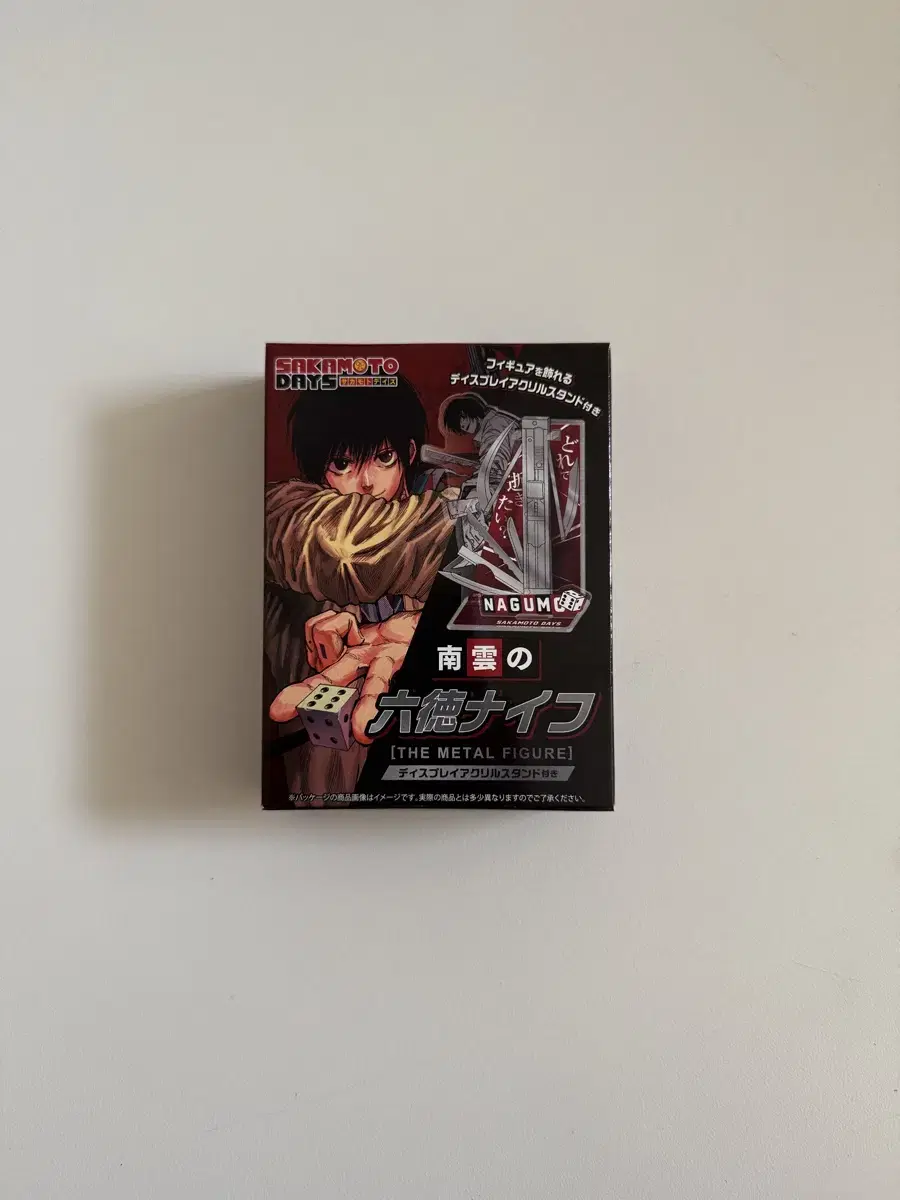 SAKAMOTO
DAYS サカモトデイズ
フィギュアを飾れる
ディスプレイアクリルスタンド付き
どれで
逝き
たい?
NAGUMO
SAKAMOTO DAYS
南雲の
六徳ナイフ
[THE METAL FIGURE]
ディスプレイアクリルスタンド付き
※パッケージの商品画像はイメージです。実際の商品とは多少異なりますのでご了承ください。